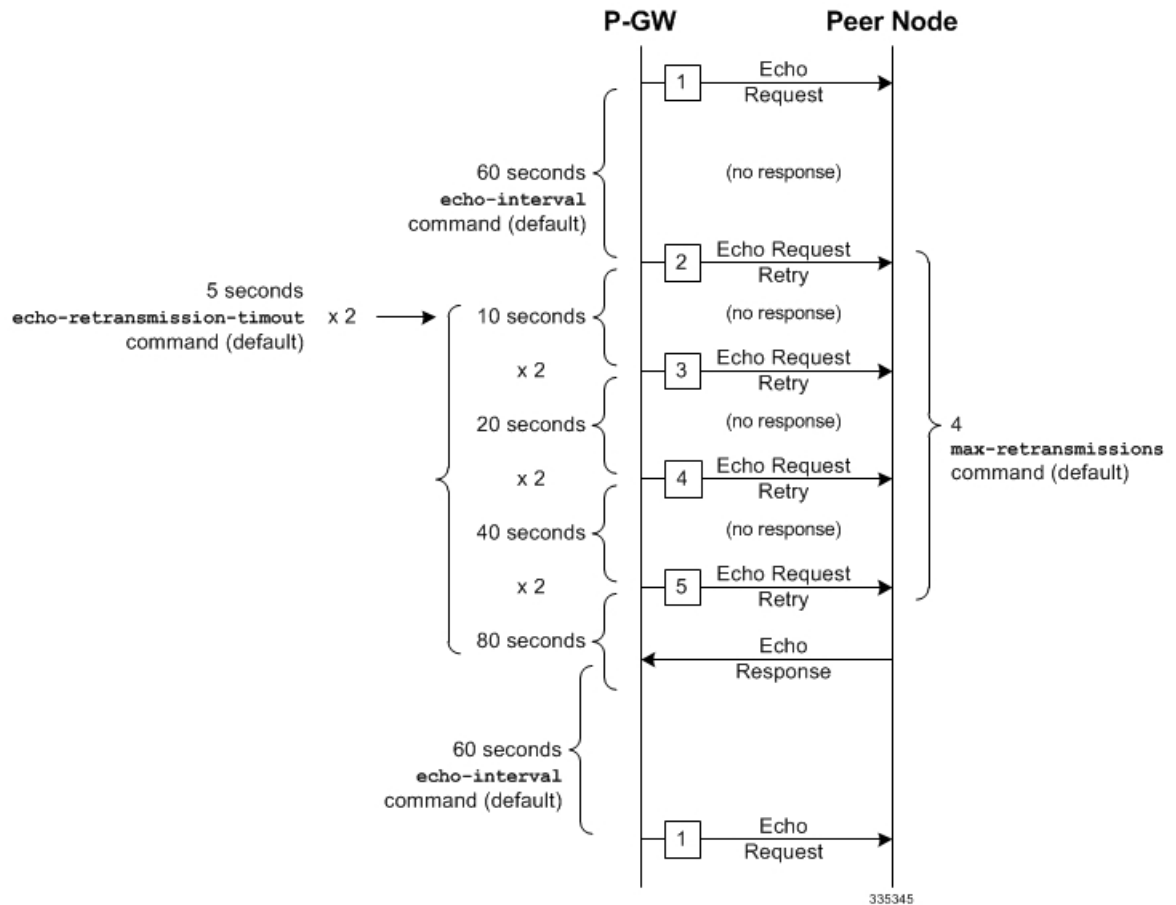 P-GW
Peer Node
1
Echo
Request
60 seconds
echo-interval
command (default)
(no response)
2
Echo Request
Retry
5 seconds
echo-retransmission-timout
command (default)
x 2
10 seconds
(no response)
x 2
3
Echo Request
Retry
20 seconds
(no response)
4
max-retransmissions
command (default)
x 2
4
Echo Request
Retry
40 seconds
(no response)
x 2
5
Echo Request
Retry
80 seconds
Echo
Response
60 seconds
echo-interval
command (default)
1
Echo
Request
335345